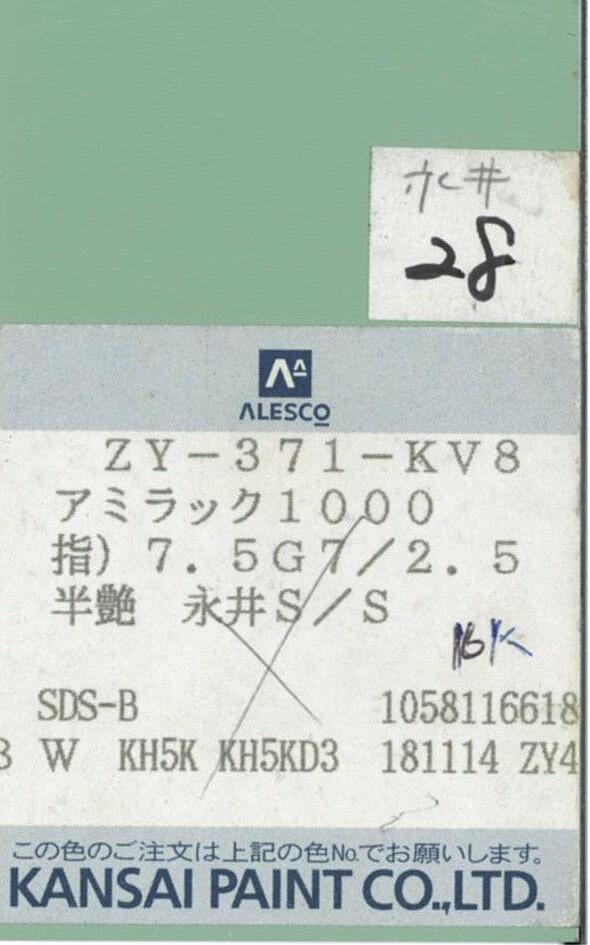 永井
28
ALESCO
ZY-371-KV8
アミラック1000
指) 7.5G7/2.5
半艶 永井S/S
SDS-B 1058116618
W KH5K KH5KD3 181114 ZY4
この色のご注文は上記の色No.でお願いします。
KANSAI PAINT CO.,LTD.